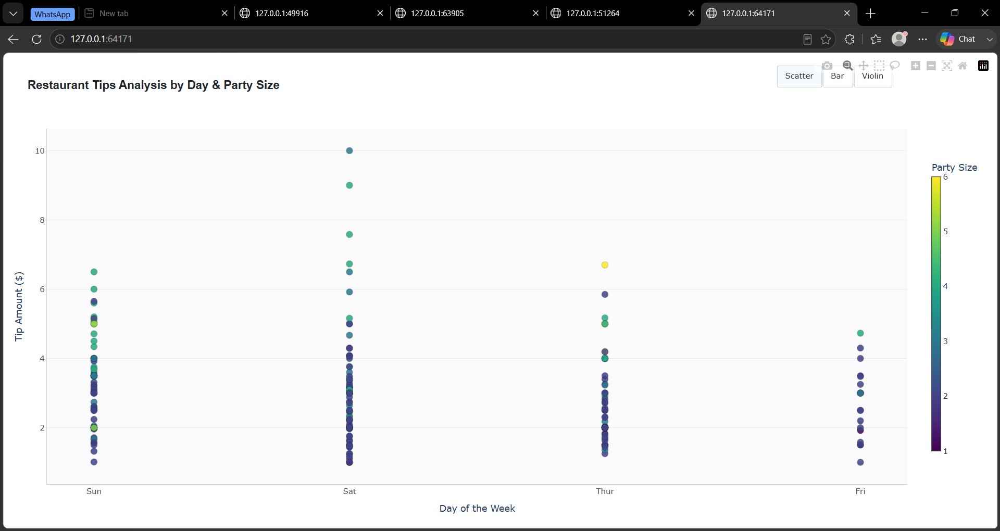 WhatsApp
New tab
127.0.0.1:49916
127.0.0.1:63905
127.0.0.1:51264
127.0.0.1:64171
127.0.0.1:64171
Chat
Restaurant Tips Analysis by Day & Party Size
Scatter
Bar
Violin
Tip Amount ($)
10
8
6
4
2
Sun
Sat
Thur
Fri
Day of the Week
Party Size
6
5
4
3
2
1